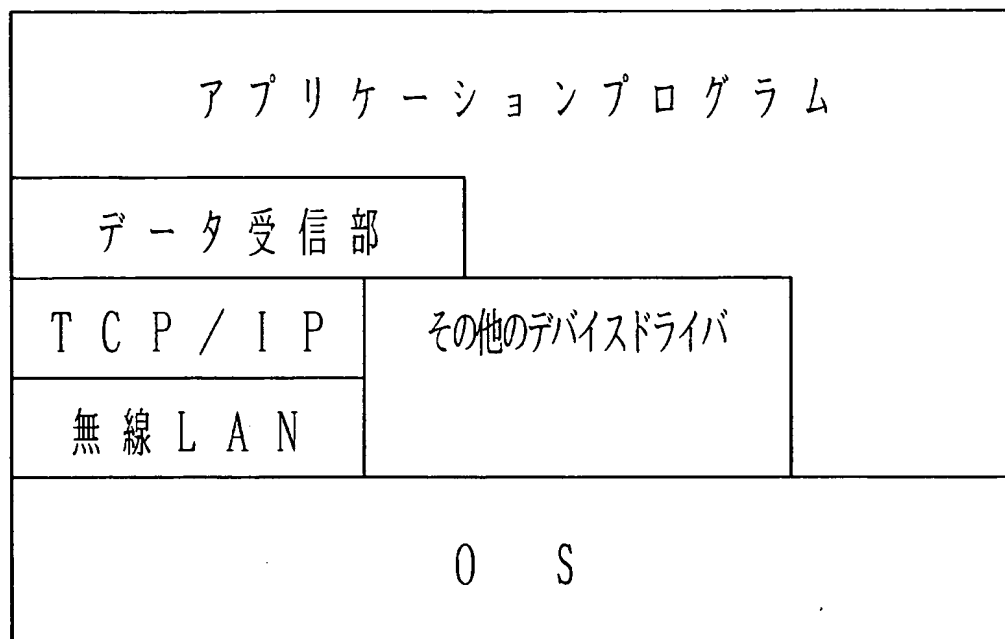 アプリケーションプログラム
データ受信部
TCP/IP
その他のデバイスドライバ
無線LAN
OS